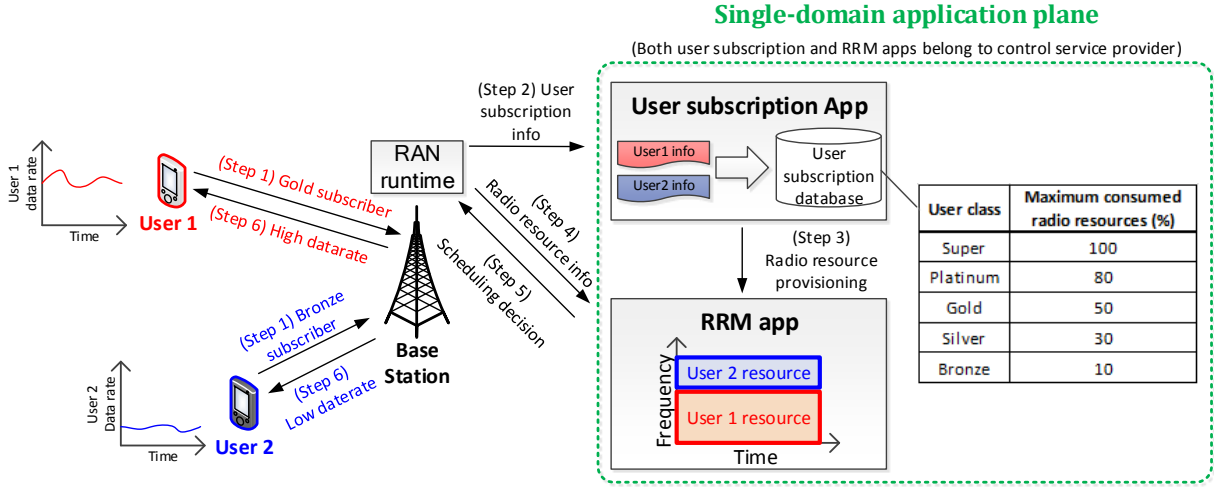 Single-domain application plane
(Both user subscription and RRM apps belong to control service provider)
(Step 2) User
subscription
info
User subscription App
User1 info
User2 info
User
subscription
database
RAN
runtime
User 1
data rate
Time
User 1
(Step 1) Gold subscriber
(Step 6) High datarate
(Step 4)
Radio resource info
(Step 5)
Scheduling decision
(Step 3)
Radio resource
provisioning
User class
Maximum consumed
radio resources (%)
Super 100
Platinum 80
Gold 50
Silver 30
Bronze 10
(Step 1) Bronze
subscriber
(Step 6)
Low daterate
Base
Station
User 2
Data rate
Time
User 2
RRM app
Frequency
User 2 resource
User 1 resource
Time